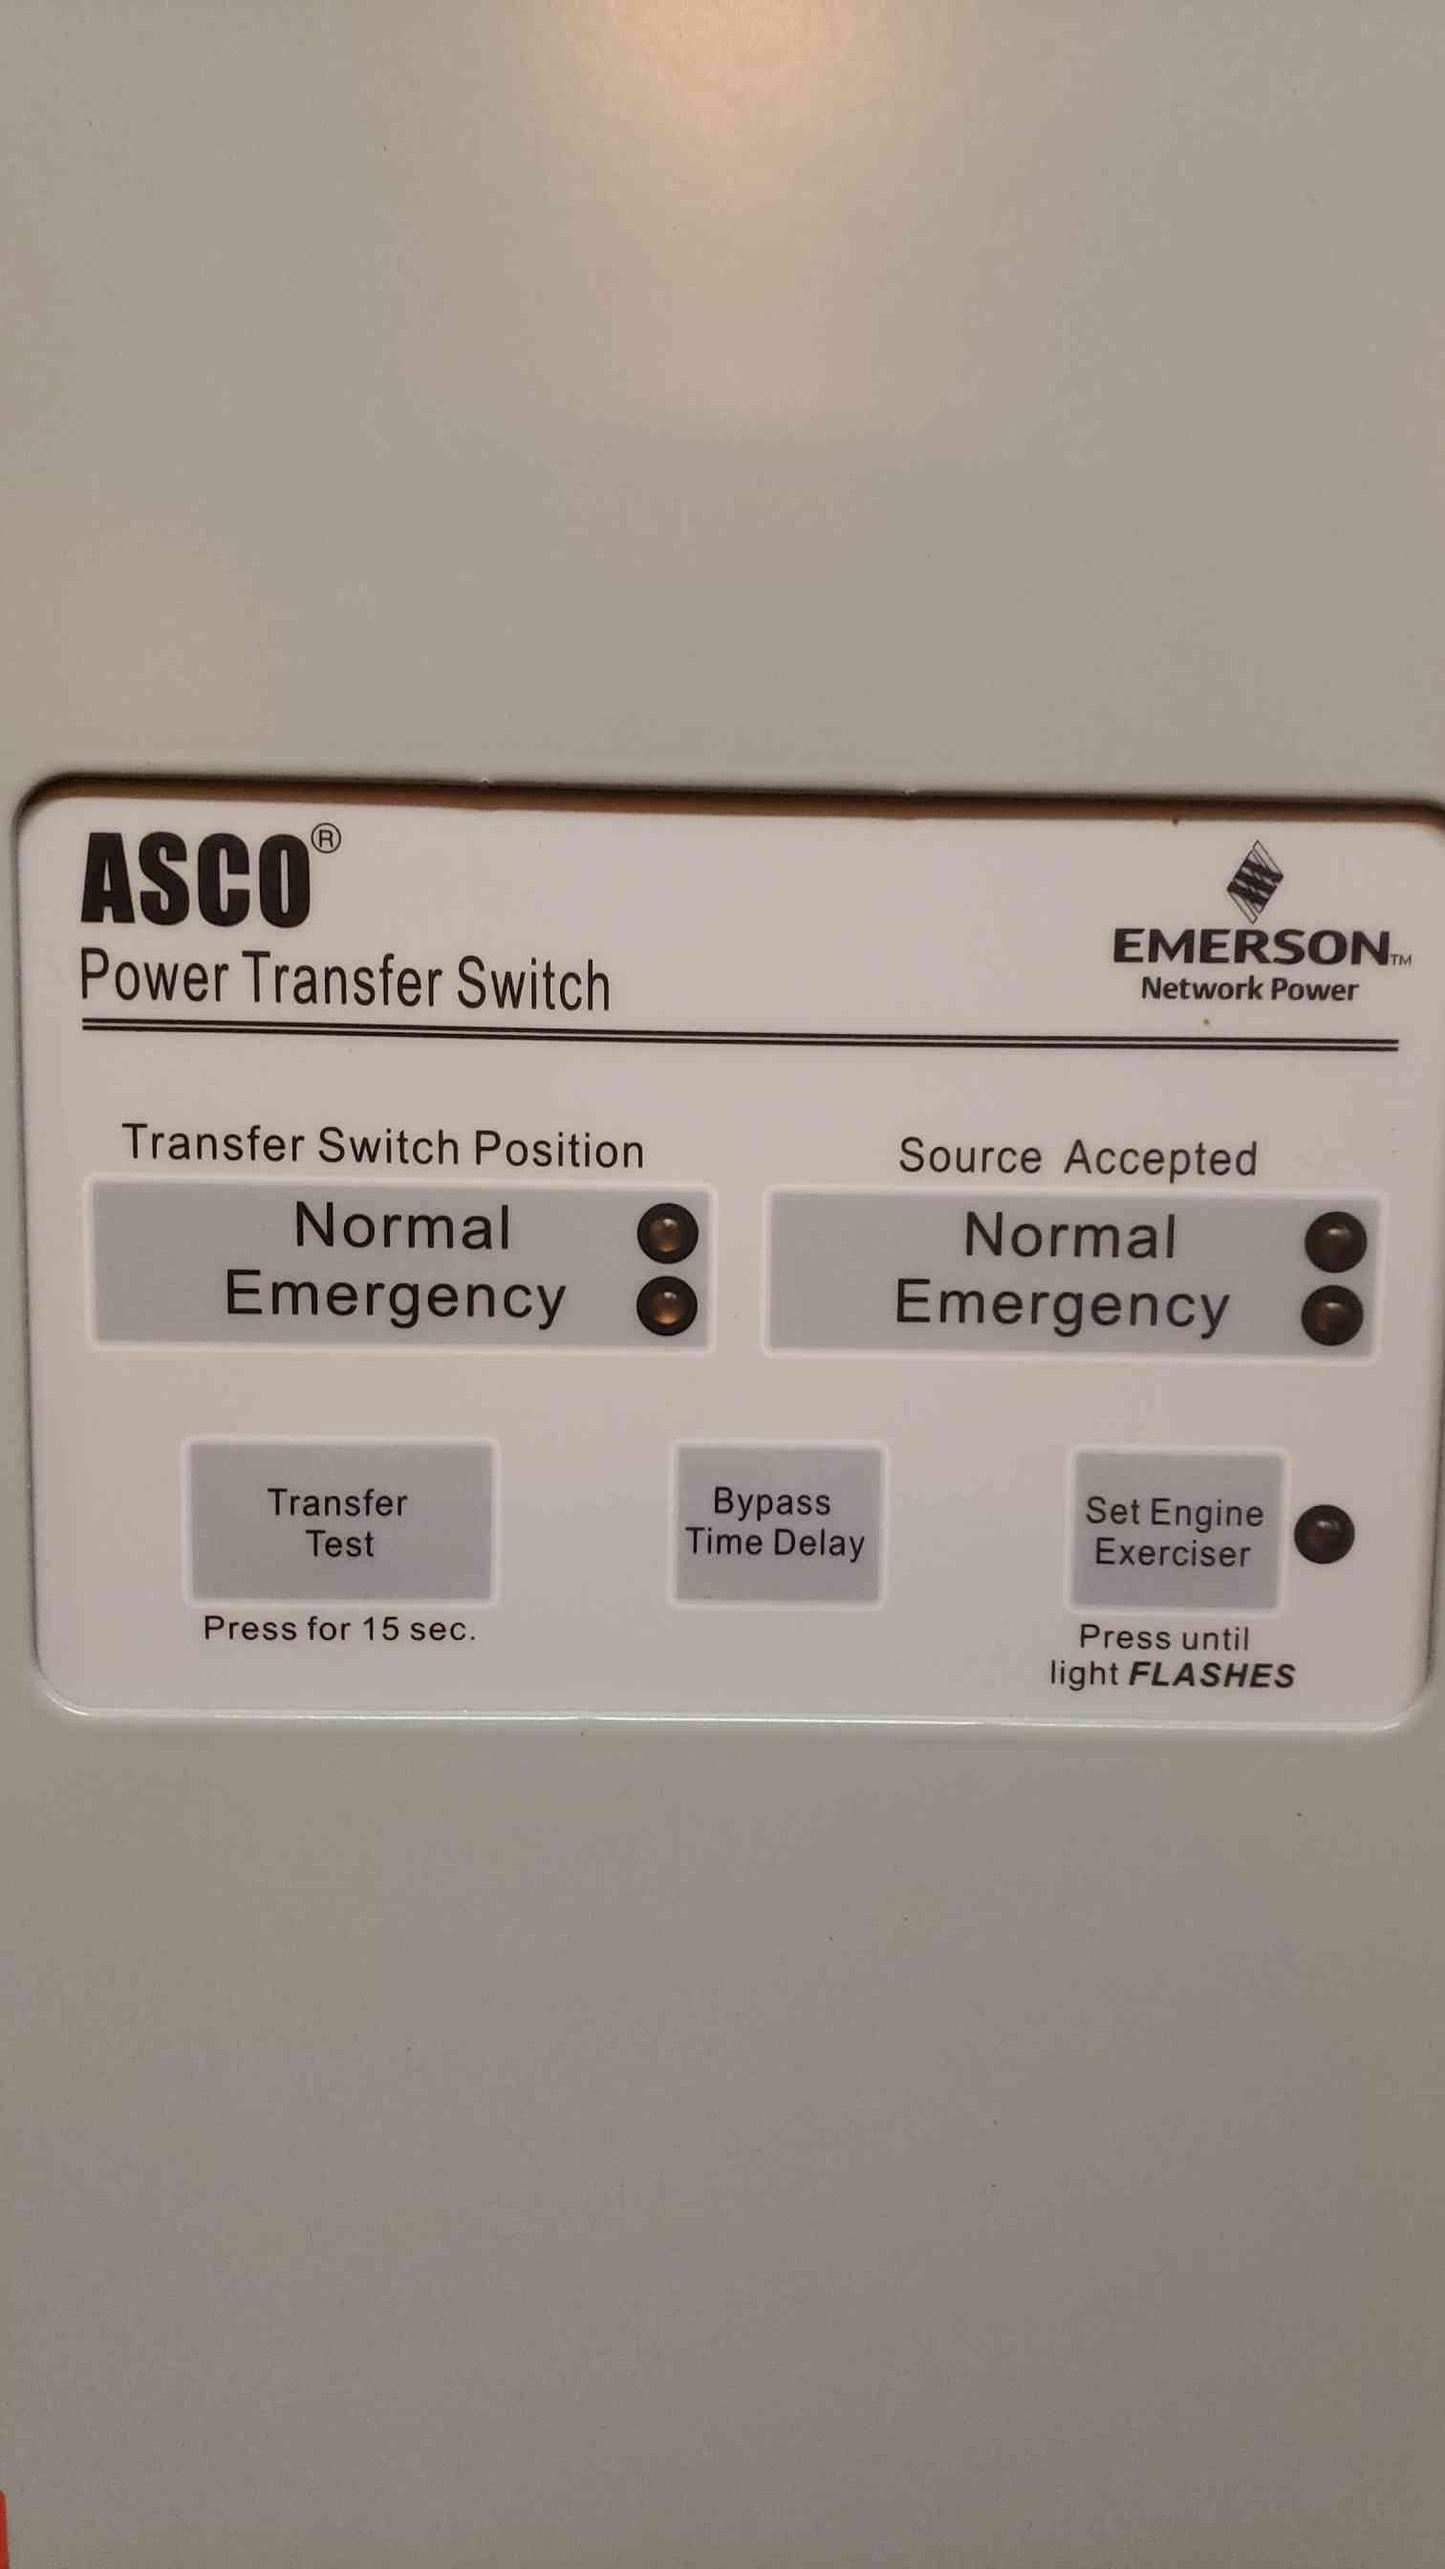 ASCO®
Power Transfer Switch
EMERSON™
Network Power
Transfer Switch Position
Normal
Emergency
Source Accepted
Normal
Emergency
Transfer
Test
Press for 15 sec.
Bypass
Time Delay
Set Engine
Exerciser
Press until
light FLASHES